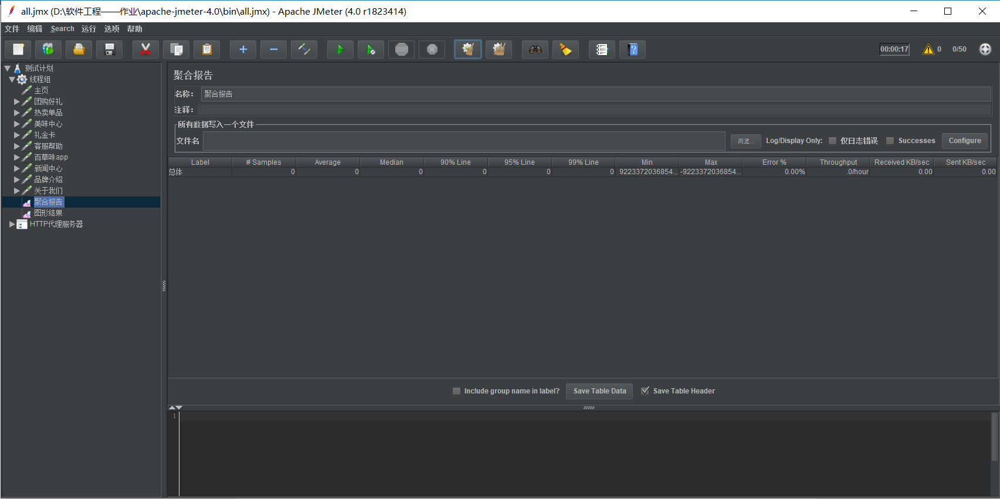 all.jmx (D:\软件工程——作业\apache-jmeter-4.0\bin\all.jmx) - Apache JMeter (4.0 r1823414)
文件 编辑 Search 运行 选项 帮助
STOP 00:00:17 0 0/50
测试计划
线程组
主页
团购好礼
热卖单品
美味中心
礼金卡
客服帮助
百草味app
新闻中心
品牌介绍
关于我们
聚合报告
图形结果
HTTP代理服务器
聚合报告
名称： 聚合报告
注释：
所有数据写入一个文件
文件名 浏览... Log/Display Only: 仅日志错误 Successes Configure
Label # Samples Average Median 90% Line 95% Line 99% Line Min Max Error % Throughput Received KB/sec Sent KB/sec
总体 0 0 0 0 0 0 9223372036854... -9223372036854... 0.00% .0/hour 0.00 0.00
Include group name in label? Save Table Data Save Table Header
1